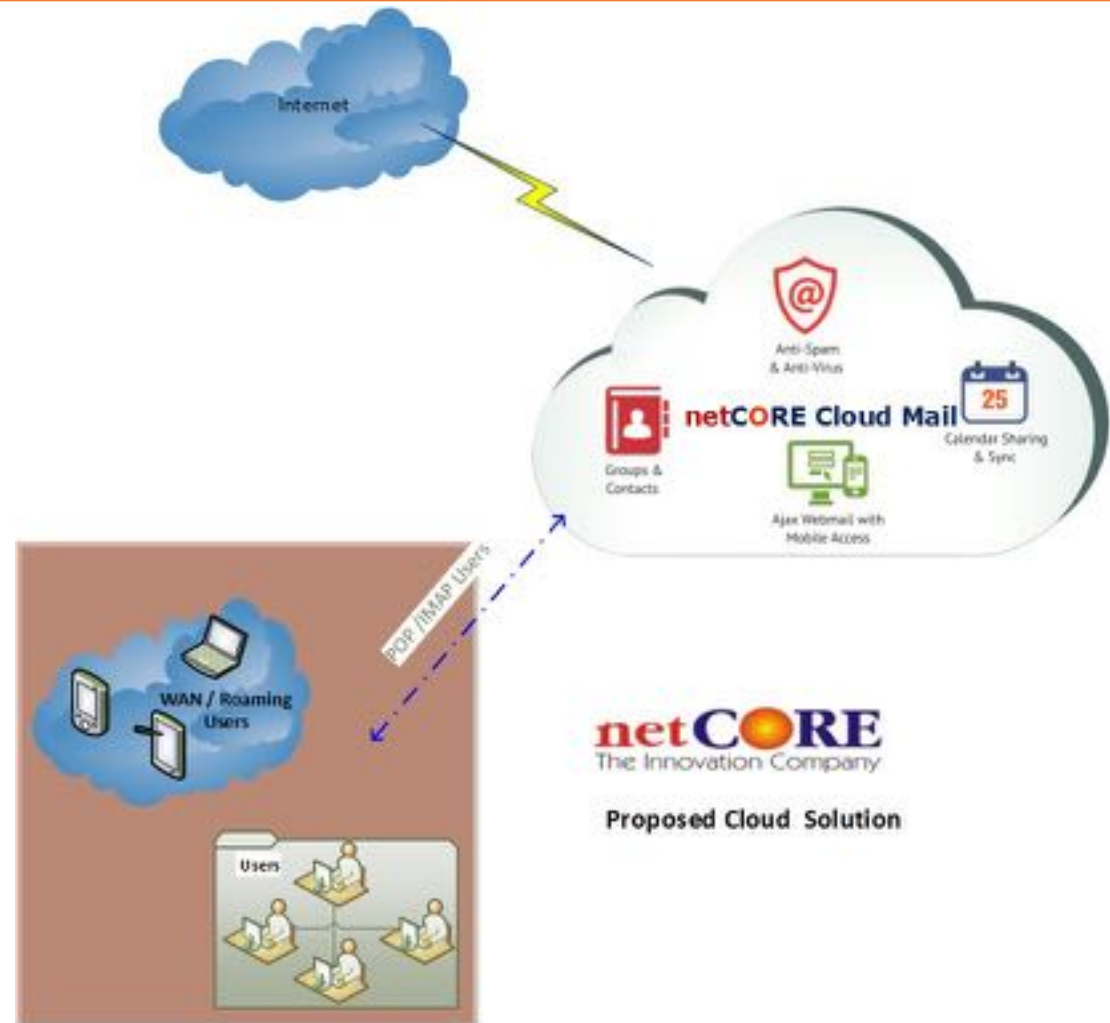 Internet
Anti-Spam
& Anti-Virus
netCORE Cloud Mail
25
Calendar Sharing
& Sync
Groups &
Contacts
Ajax Webmail with
Mobile Access
POP /IMAP Users
WAN / Roaming
Users
netCORE
The Innovation Company
Proposed Cloud Solution
Users